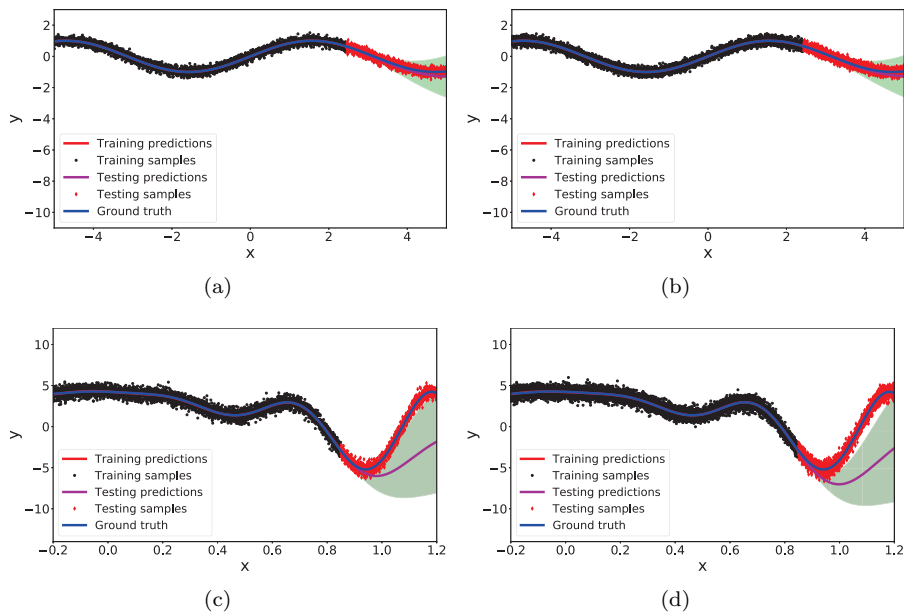 2
0
−2
−4
−6
−8
−10
y
Training predictions
Training samples
Testing predictions
Testing samples
Ground truth
−4 −2 0 2 4
x
(a)
2
0
−2
−4
−6
−8
−10
y
Training predictions
Training samples
Testing predictions
Testing samples
Ground truth
−4 −2 0 2 4
x
(b)
10
5
0
−5
−10
y
Training predictions
Training samples
Testing predictions
Testing samples
Ground truth
−0.2 0.0 0.2 0.4 0.6 0.8 1.0 1.2
x
(c)
10
5
0
−5
−10
y
Training predictions
Training samples
Testing predictions
Testing samples
Ground truth
−0.2 0.0 0.2 0.4 0.6 0.8 1.0 1.2
x
(d)